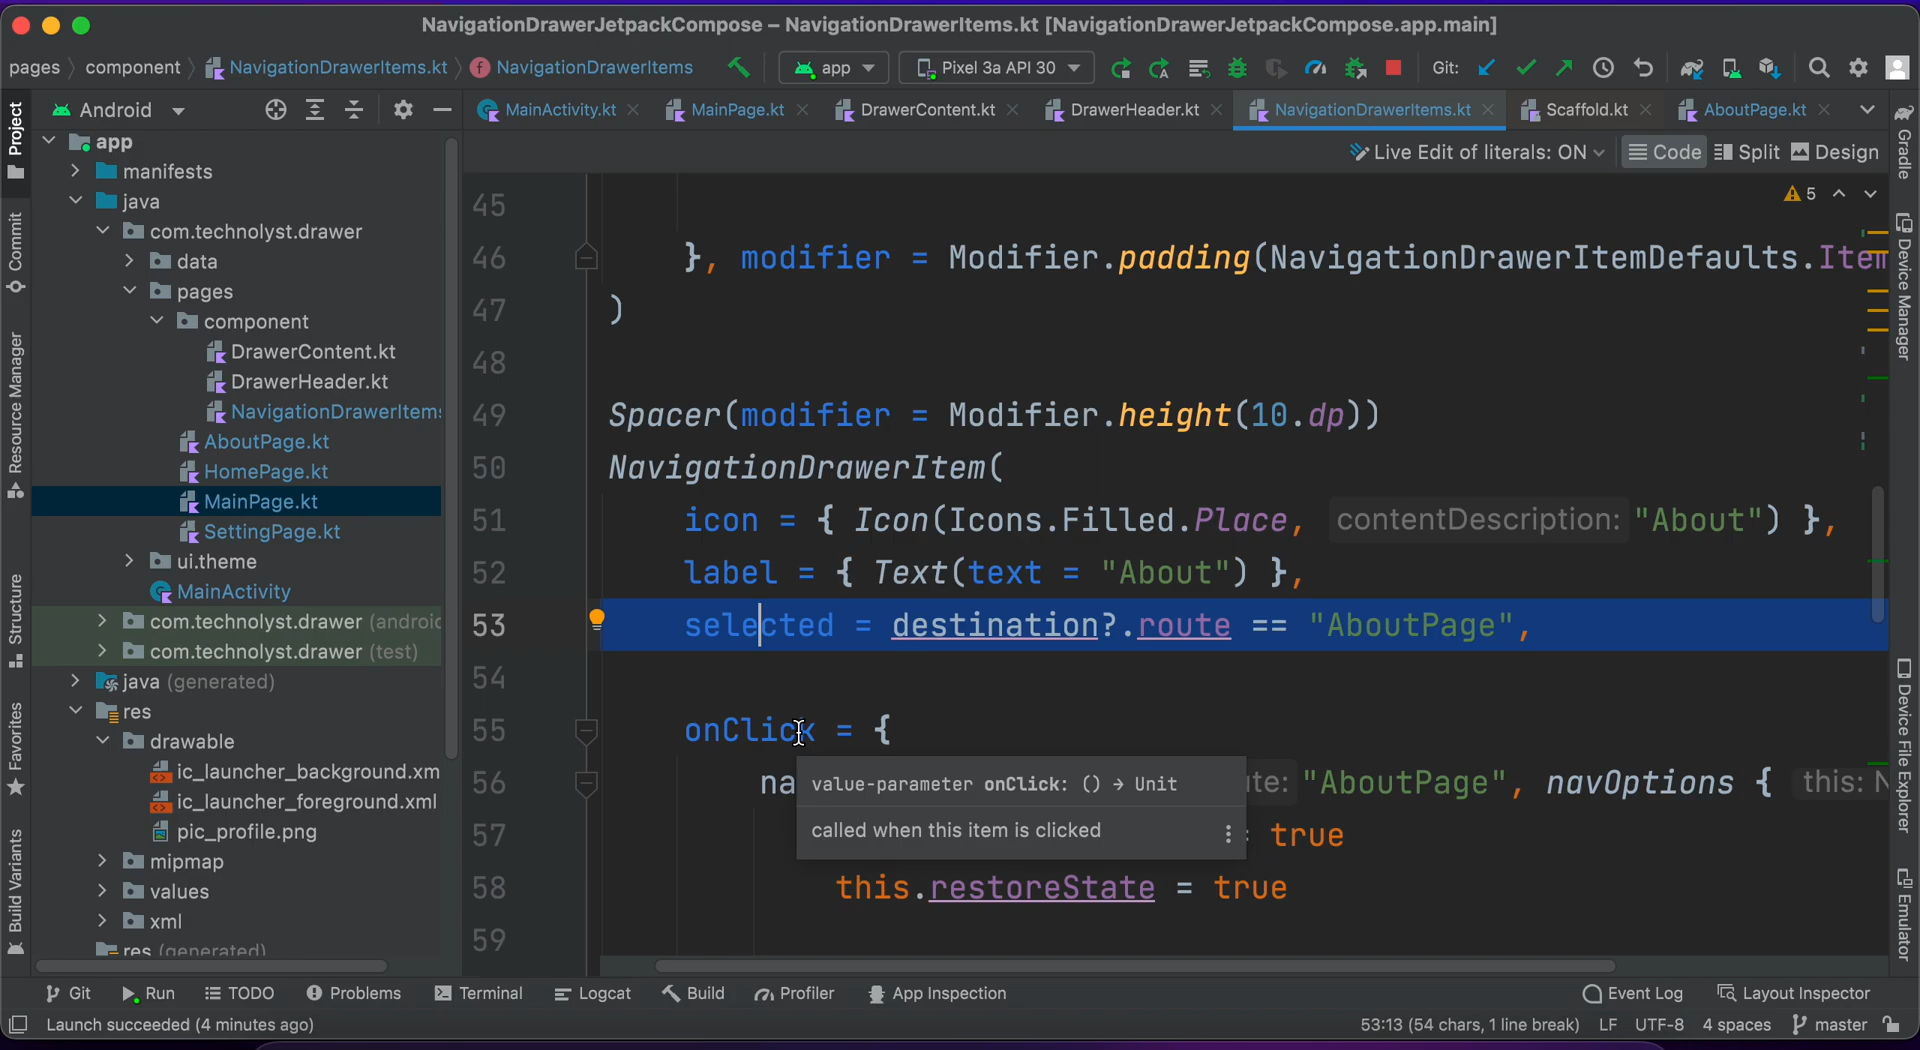 NavigationDrawerJetpackCompose – NavigationDrawerItems.kt [NavigationDrawerJetpackCompose.app.main]
pages component NavigationDrawerItems.kt NavigationDrawerItems app Pixel 3a API 30 Git:
Android
MainActivity.kt MainPage.kt DrawerContent.kt DrawerHeader.kt NavigationDrawerItems.kt Scaffold.kt AboutPage.kt
Live Edit of literals: ON Code Split Design
5
Project
Commit
Resource Manager
Structure
Favorites
Build Variants
app
manifests
java
com.technolyst.drawer
data
pages
component
DrawerContent.kt
DrawerHeader.kt
NavigationDrawerItems
AboutPage.kt
HomePage.kt
MainPage.kt
SettingPage.kt
ui.theme
MainActivity
com.technolyst.drawer (androidT
com.technolyst.drawer (test)
java (generated)
res
drawable
ic_launcher_background.xm
ic_launcher_foreground.xml
pic_profile.png
mipmap
values
xml
res (generated)
45
46 }, modifier = Modifier.padding(NavigationDrawerItemDefaults.Item
47 )
48
49 Spacer(modifier = Modifier.height(10.dp))
50 NavigationDrawerItem(
51 icon = { Icon(Icons.Filled.Place, contentDescription: "About") },
52 label = { Text(text = "About") },
53 selected = destination?.route == "AboutPage",
54
55 onClick = {
56 na te: "AboutPage", navOptions { this: N
57 = true
58 this.restoreState = true
59
value-parameter onClick: () → Unit
called when this item is clicked
Gradle
Device Manager
Device File Explorer
Emulator
Git Run TODO Problems Terminal Logcat Build Profiler App Inspection Event Log Layout Inspector
Launch succeeded (4 minutes ago) 53:13 (54 chars, 1 line break) LF UTF-8 4 spaces master